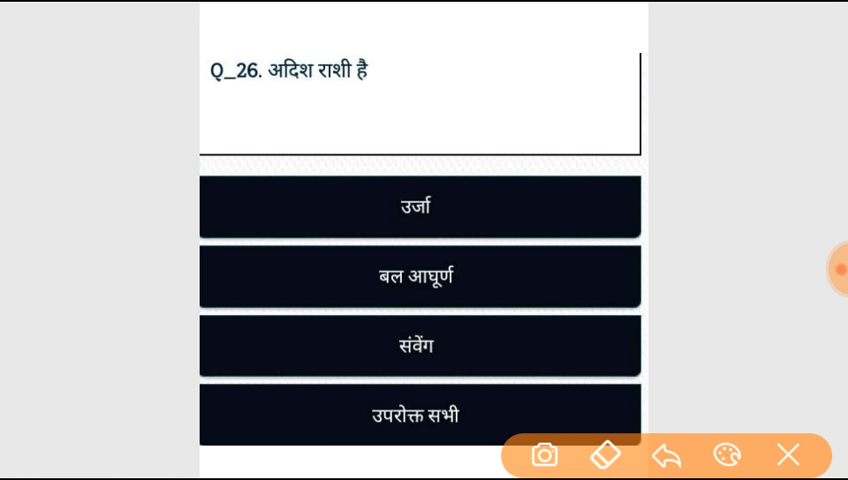 Q_26. अदिश राशी है
उर्जा
बल आघूर्ण
संवेंग
उपरोक्त सभी